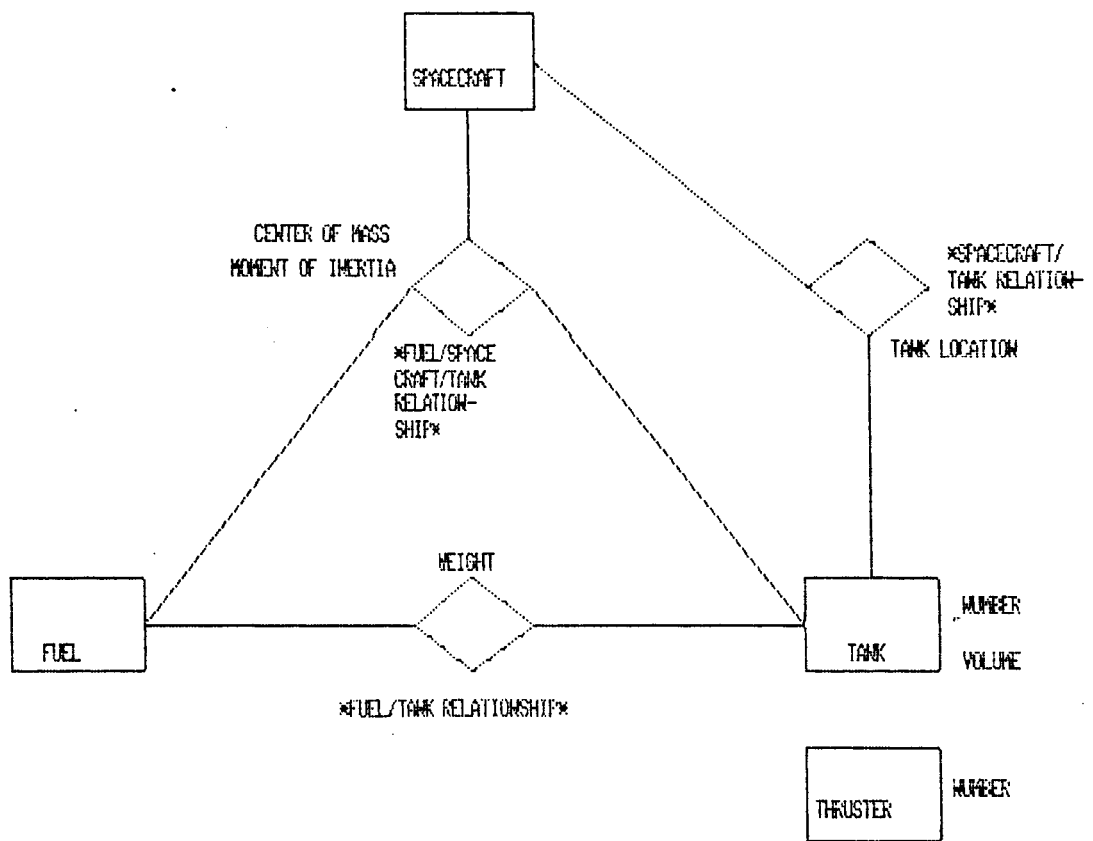 SPACECRAFT
CENTER OF MASS
MOMENT OF INERTIA
*SPACECRAFT/
TANK RELATION-
SHIP*
TANK LOCATION
*FUEL/SPACE
CRAFT/TANK
RELATION-
SHIP*
WEIGHT
FUEL
TANK
NUMBER
VOLUME
*FUEL/TANK RELATIONSHIP*
THRUSTER
NUMBER